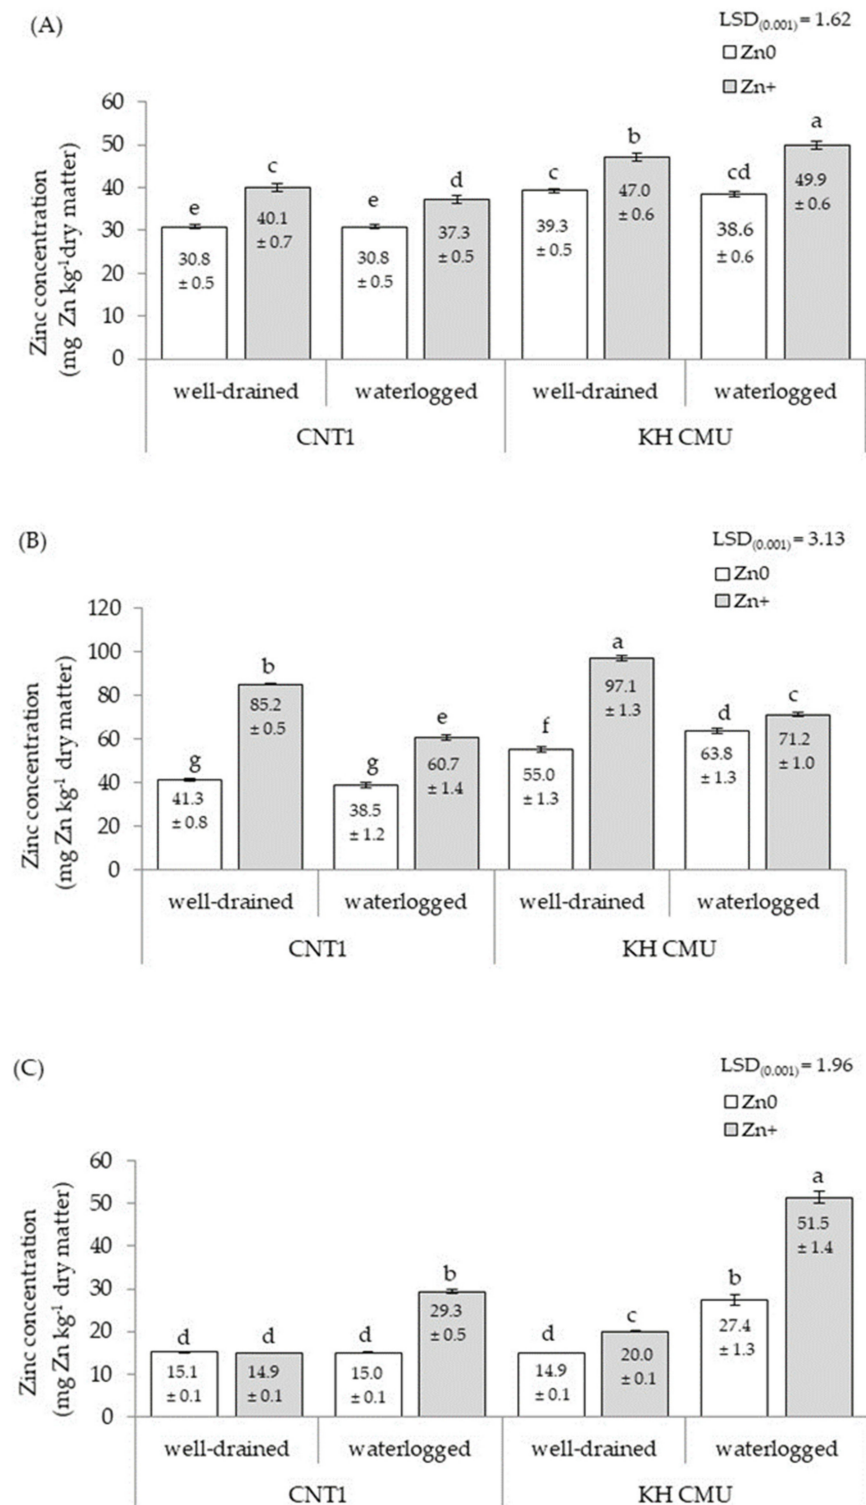 (A)
LSD(0.001) = 1.62
Zn0
Zn+
Zinc concentration
(mg Zn kg-1 dry matter)
60
50
40
30
20
10
0
e
c
e
d
c
b
cd
a
30.8
± 0.5
40.1
± 0.7
30.8
± 0.5
37.3
± 0.5
39.3
± 0.5
47.0
± 0.6
38.6
± 0.6
49.9
± 0.6
well-drained
waterlogged
well-drained
waterlogged
CNT1
KH CMU
(B)
LSD(0.001) = 3.13
Zn0
Zn+
Zinc concentration
(mg Zn kg-1 dry matter)
120
100
80
60
40
20
0
g
b
g
e
f
a
d
c
41.3
± 0.8
85.2
± 0.5
38.5
± 1.2
60.7
± 1.4
55.0
± 1.3
97.1
± 1.3
63.8
± 1.3
71.2
± 1.0
well-drained
waterlogged
well-drained
waterlogged
CNT1
KH CMU
(C)
LSD(0.001) = 1.96
Zn0
Zn+
Zinc concentration
(mg Zn kg-1 dry matter)
60
50
40
30
20
10
0
d
d
d
b
d
c
b
a
15.1
± 0.1
14.9
± 0.1
15.0
± 0.1
29.3
± 0.5
14.9
± 0.1
20.0
± 0.1
27.4
± 1.3
51.5
± 1.4
well-drained
waterlogged
well-drained
waterlogged
CNT1
KH CMU